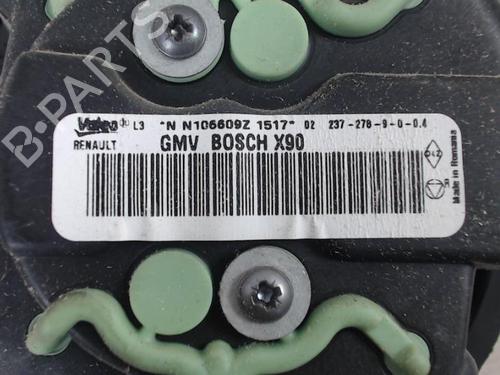 Valeo L3 *N N106609Z 1517* 02 237-278-9-0-0.4
RENAULT GMV BOSCH X90
Made in Romania
B-PARTS